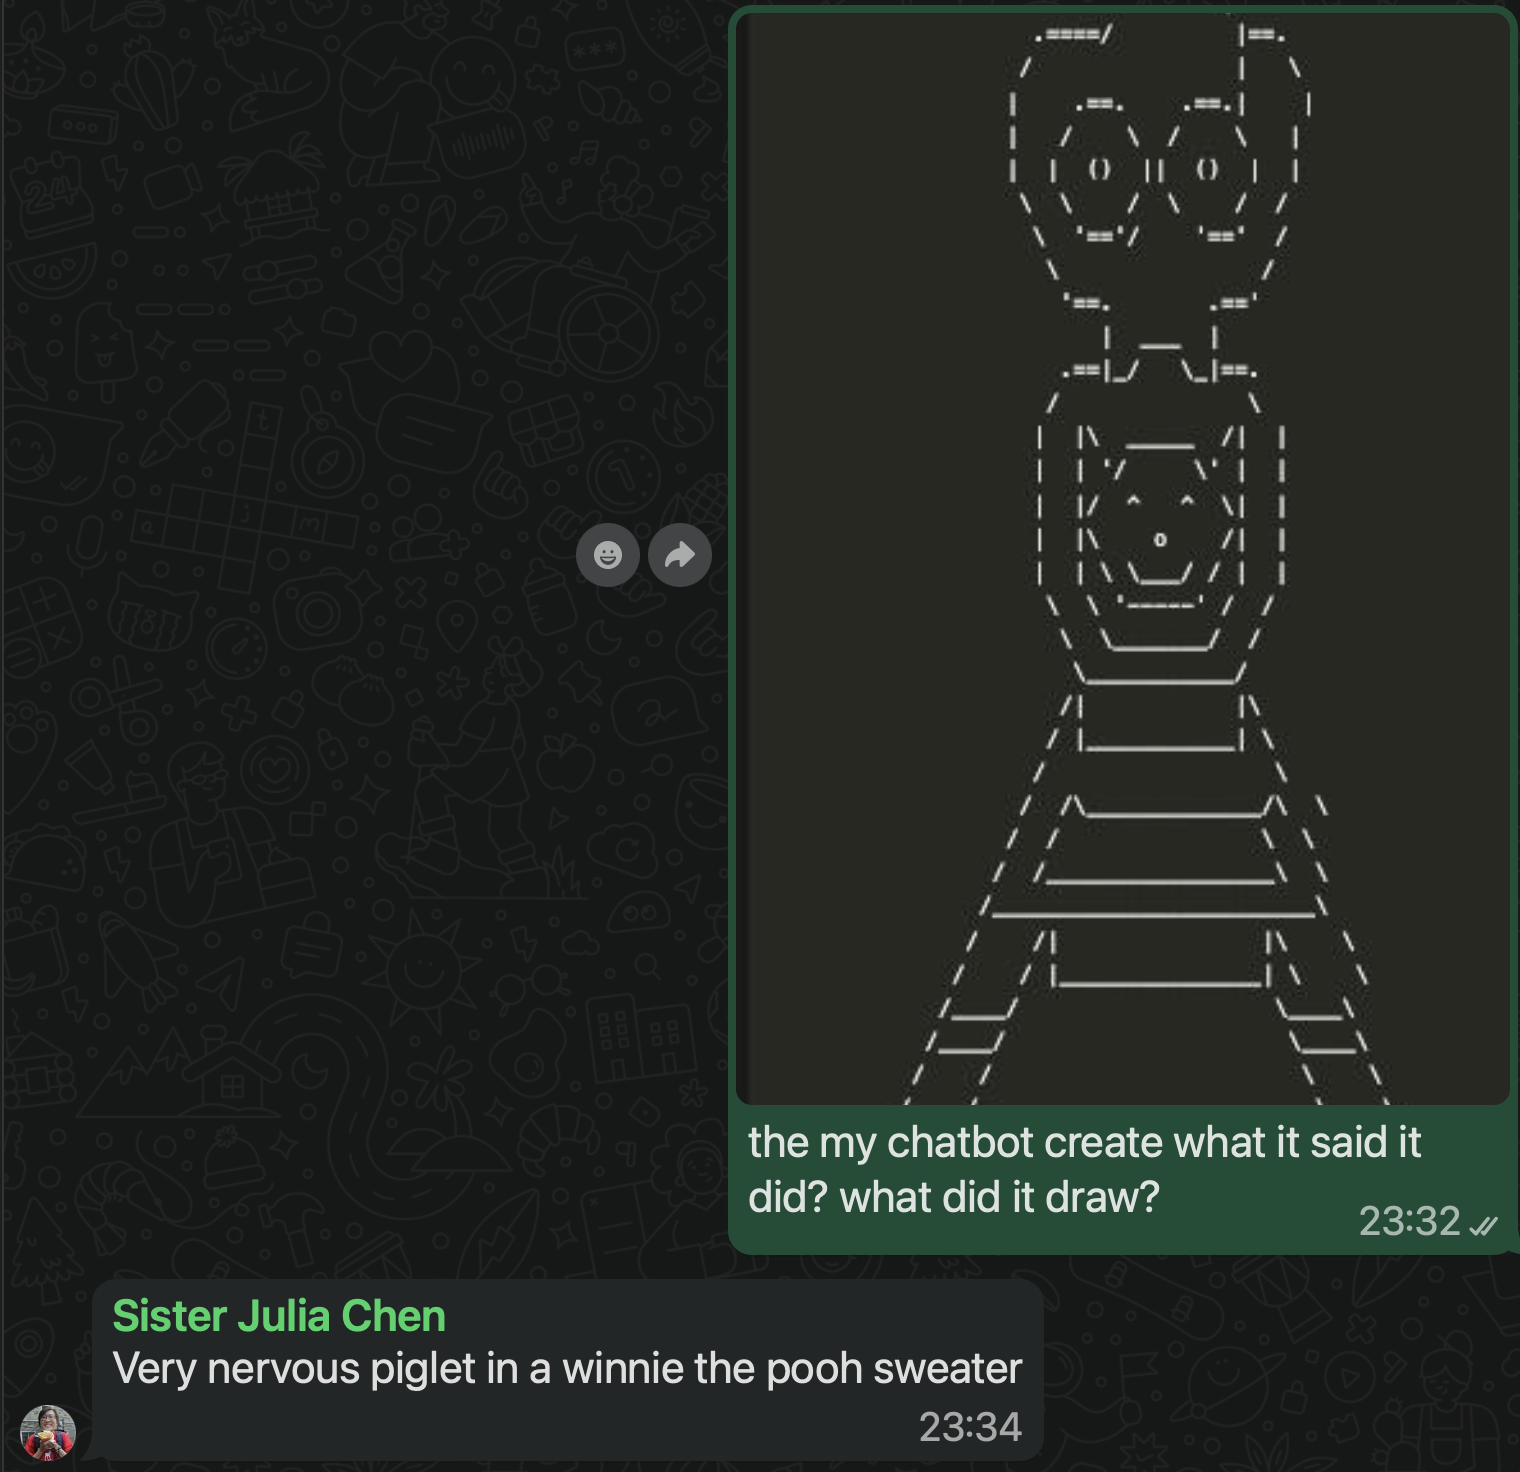 the my chatbot create what it said it
did? what did it draw?
23:32
Sister Julia Chen
Very nervous piglet in a winnie the pooh sweater
23:34